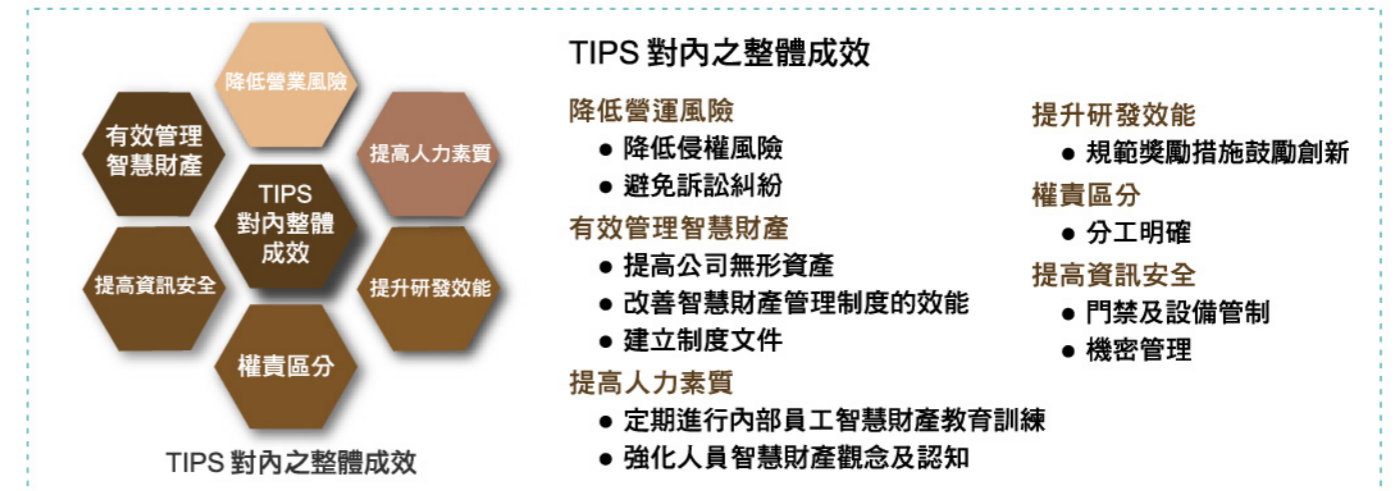 降低營業風險
有效管理
智慧財產
提高人力素質
TIPS
對內整體
成效
提高資訊安全
提升研發效能
權責區分
TIPS 對內之整體成效
TIPS 對內之整體成效
降低營運風險
● 降低侵權風險
● 避免訴訟糾紛
有效管理智慧財產
● 提高公司無形資產
● 改善智慧財產管理制度的效能
● 建立制度文件
提高人力素質
● 定期進行內部員工智慧財產教育訓練
● 強化人員智慧財產觀念及認知
提升研發效能
● 規範獎勵措施鼓勵創新
權責區分
● 分工明確
提高資訊安全
● 門禁及設備管制
● 機密管理